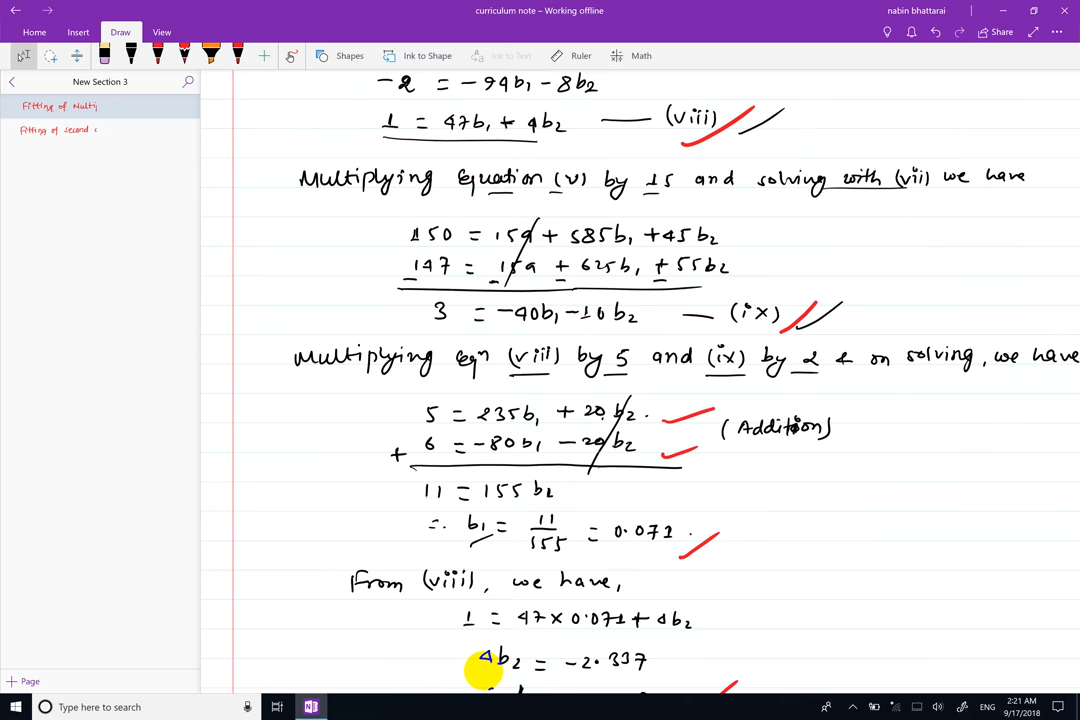 curriculum note – Working offline
nabin bhattarai
Home Insert Draw View
Share
Shapes Ink to Shape Ink to Text Ruler Math
New Section 3
Fitting of Multi
Fitting of second
-2 = -94b₁ - 8b₂
1 = 47b₁ + 4b₂ —— (viii)
Multiplying Equation (v) by 15 and solving with (vii) we have
150 = 15a + 585b₁ + 45b₂
147 = 15a + 625b₁ + 55b₂
3 = -40b₁ - 10b₂ — (ix)
Multiplying Eqⁿ (viii) by 5 and (ix) by 2 & on solving, we have
5 = 235b₁ + 20b₂.
(Addition)
+ 6 = -80b₁ - 20b₂
11 = 155b₂
∴ b₁ = 11/155 = 0.071
From (viii), we have,
1 = 47 × 0.071 + 4b₂
4b₂ = -2.337
+ Page
Type here to search
ENG
2:21 AM
9/17/2018